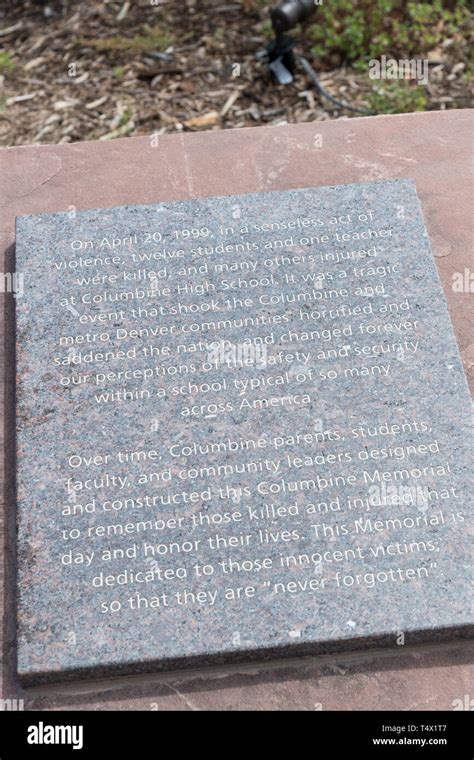 On April 20, 1999. In a senseless act of
violence, twelve students and one teacher
were killed, and many others injured
at Columbine High School. It was a tragic
event that shook the Columbine and
metro Denver communities, horrified and
saddened the nation, and changed forever
our perceptions of the safety and security
within a school typical of so many
across America.
Over time, Columbine parents, students,
faculty, and community leaders designed
and constructed this Columbine Memorial
to remember those killed and injured that
day and honor their lives. This Memorial is
dedicated to those innocent victims;
so that they are "never forgotten".
alamy
alamy
Image ID: T4X1T7
www.alamy.com